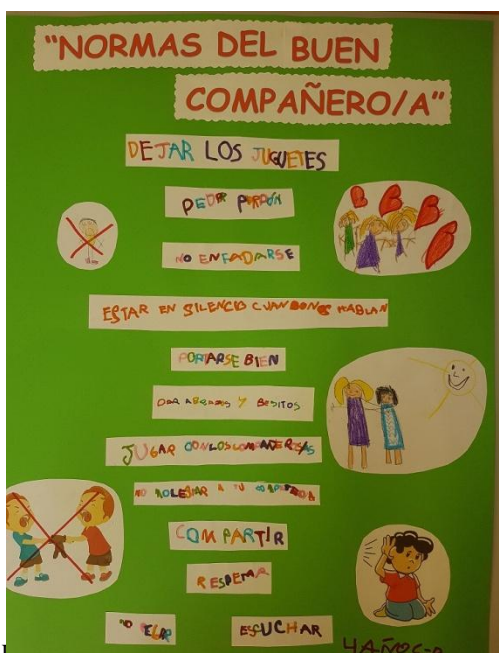 "NORMAS DEL BUEN
COMPAÑERO/A"
DEJAR LOS JUGUETES
PEDIR PERDÓN
NO ENFADARSE
ESTAR EN SILENCIO CUANDO NOS HABLAN
PORTARSE BIEN
DAR ABRAZOS Y BESITOS
JUGAR CON LOS COMPAÑEROS/AS
NO MOLESTAR A TU
COMPARTIR
RESPETAR
NO PEGAR ESCUCHAR
4 AÑOS